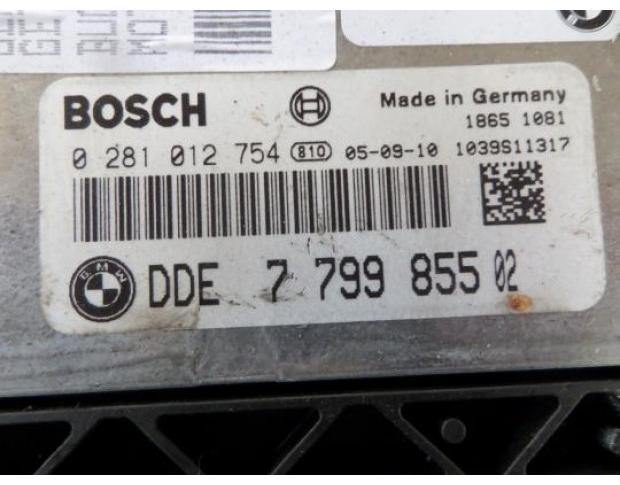 BOSCH
Made in Germany
1865 1081
0 281 012 754 810 05-09-10 1039S11317
BMW DDE 7 799 855 02